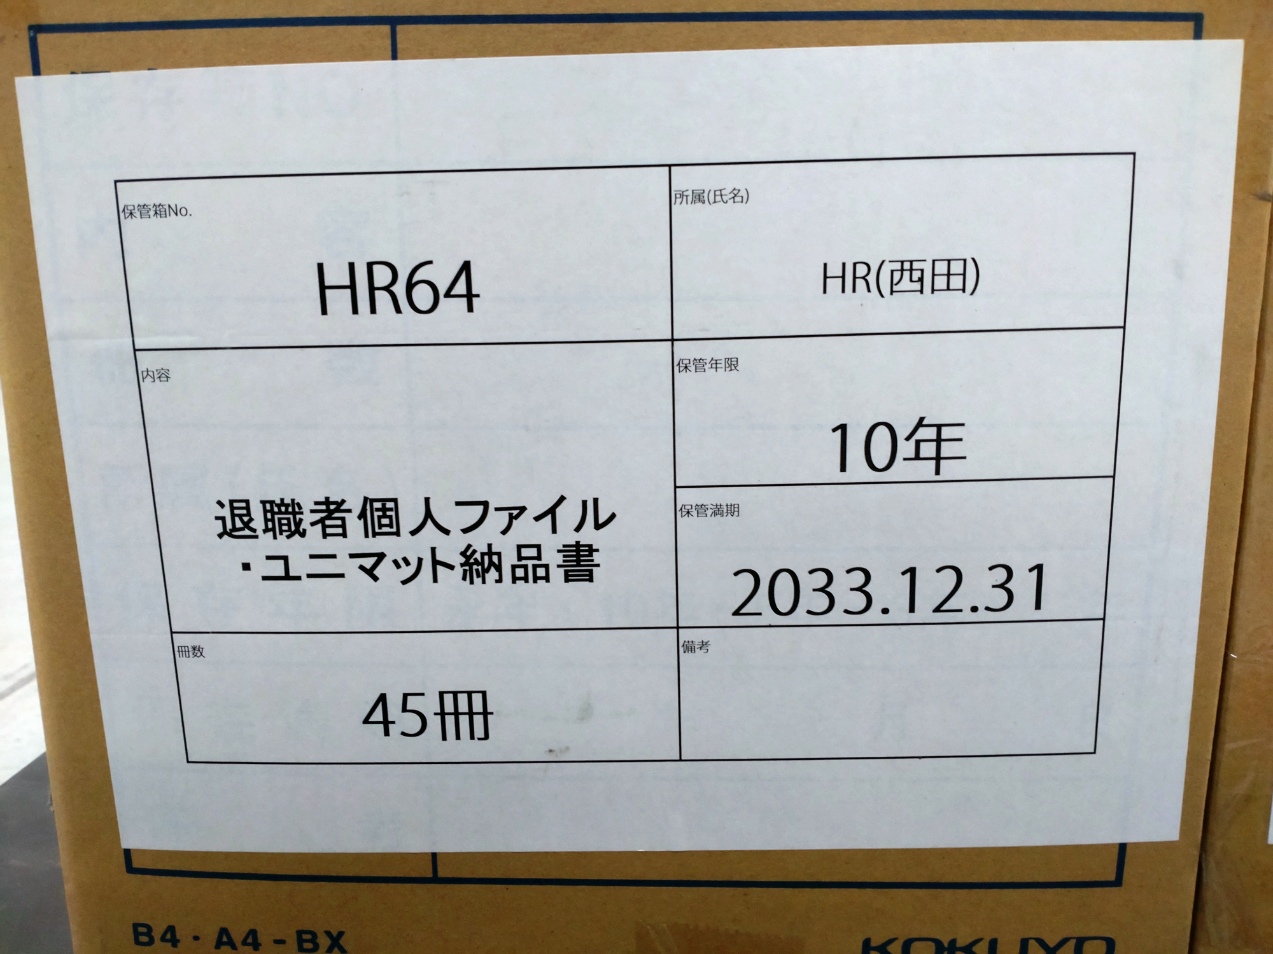 保管箱No.
HR64
所属(氏名)
HR(西田)
内容
退職者個人ファイル
・ユニマット納品書
保管年限
10年
保管満期
2033.12.31
冊数
45冊
備考
B4・A4-BX
KOKUYO